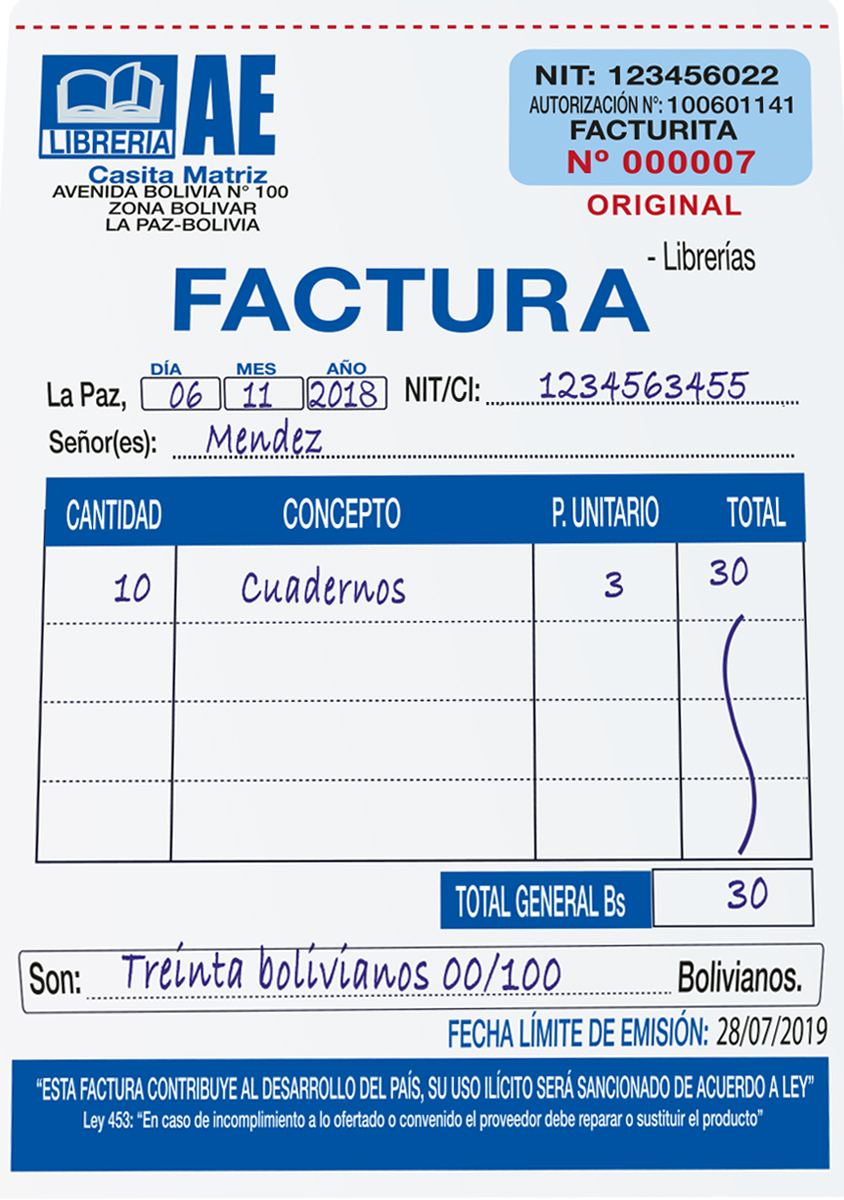 LIBRERIA AE
Casita Matriz
AVENIDA BOLIVIA N° 100
ZONA BOLIVAR
LA PAZ-BOLIVIA
NIT: 123456022
AUTORIZACIÓN N°: 100601141
FACTURITA
Nº 000007
ORIGINAL
- Librerías
FACTURA
DÍA MES AÑO
La Paz, 06 11 2018 NIT/CI: 1234563455
Señor(es): Mendez
CANTIDAD CONCEPTO P. UNITARIO TOTAL
10 Cuadernos 3 30
TOTAL GENERAL Bs 30
Son: Treinta bolivianos 00/100 Bolivianos.
FECHA LÍMITE DE EMISIÓN: 28/07/2019
“ESTA FACTURA CONTRIBUYE AL DESARROLLO DEL PAÍS, SU USO ILÍCITO SERÁ SANCIONADO DE ACUERDO A LEY”
Ley 453: “En caso de incomplimiento a lo ofertado o convenido el proveedor debe reparar o sustituir el producto”